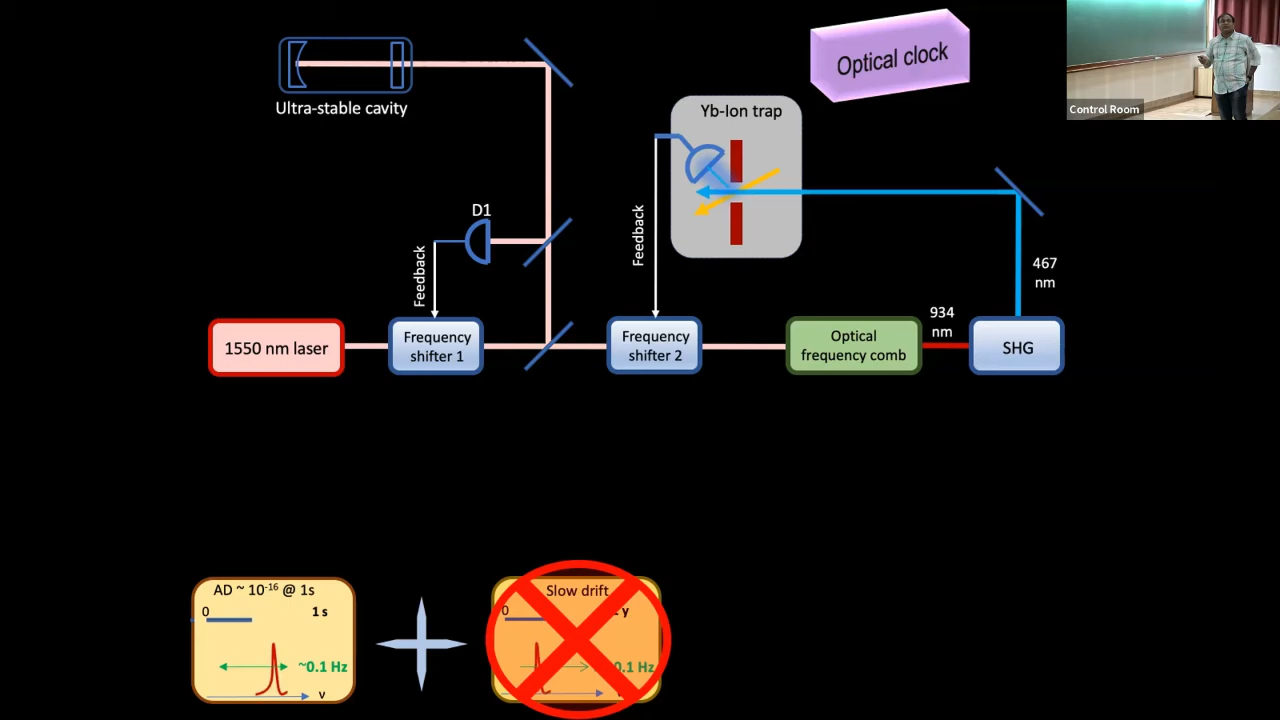 Optical clock
Control Room
Ultra-stable cavity
Yb-Ion trap
D1
Feedback
Feedback
467
nm
934
nm
1550 nm laser
Frequency
shifter 1
Frequency
shifter 2
Optical
frequency comb
SHG
AD ~ 10⁻¹⁶ @ 1s
0 1 s
~0.1 Hz
ν
Slow drift
0 y
0.1 Hz